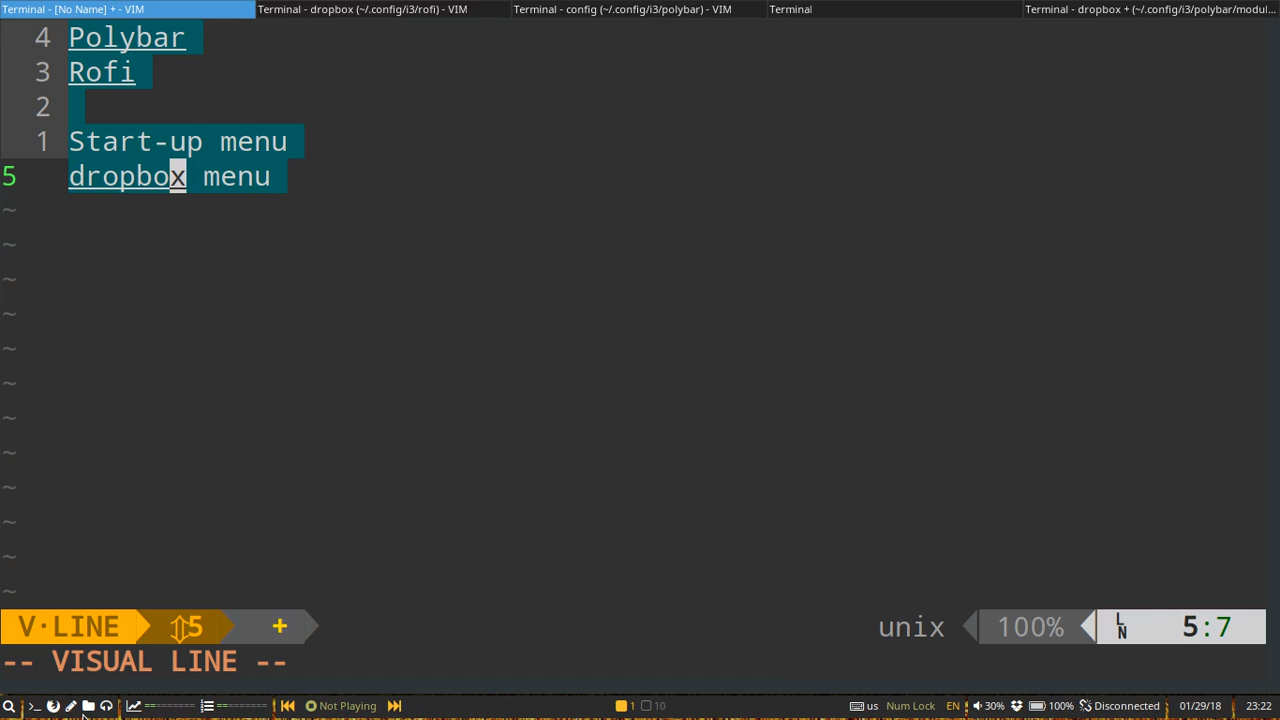 Terminal - [No Name] + - VIM
Terminal - dropbox (~/.config/i3/rofi) - VIM
Terminal - config (~/.config/i3/polybar) - VIM
Terminal
Terminal - dropbox + (~/.config/i3/polybar/modul...
4 Polybar
3 Rofi
2
1 Start-up menu
5 dropbox menu
~
~
~
~
~
~
~
~
~
~
~
~
V·LINE ⇕5 + unix 100% LN 5:7
-- VISUAL LINE --
Not Playing 1 10 us Num Lock EN 30% 100% Disconnected 01/29/18 23:22